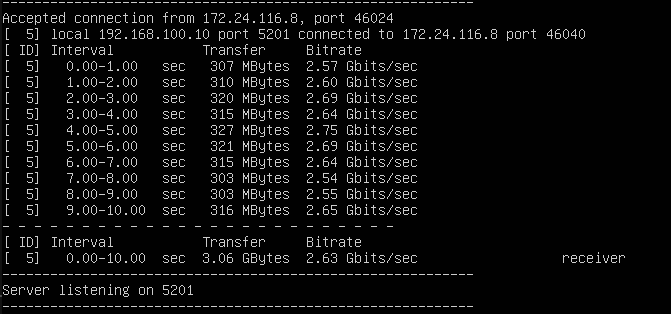 -----------------------------------------------------------
Accepted connection from 172.24.116.8, port 46024
[  5] local 192.168.100.10 port 5201 connected to 172.24.116.8 port 46040
[ ID] Interval           Transfer     Bitrate
[  5]   0.00-1.00   sec   307 MBytes  2.57 Gbits/sec
[  5]   1.00-2.00   sec   310 MBytes  2.60 Gbits/sec
[  5]   2.00-3.00   sec   320 MBytes  2.69 Gbits/sec
[  5]   3.00-4.00   sec   315 MBytes  2.64 Gbits/sec
[  5]   4.00-5.00   sec   327 MBytes  2.75 Gbits/sec
[  5]   5.00-6.00   sec   321 MBytes  2.69 Gbits/sec
[  5]   6.00-7.00   sec   315 MBytes  2.64 Gbits/sec
[  5]   7.00-8.00   sec   303 MBytes  2.54 Gbits/sec
[  5]   8.00-9.00   sec   303 MBytes  2.55 Gbits/sec
[  5]   9.00-10.00  sec   316 MBytes  2.65 Gbits/sec
- - - - - - - - - - - - - - - - - - - - - - - - -
[ ID] Interval           Transfer     Bitrate
[  5]   0.00-10.00  sec  3.06 GBytes  2.63 Gbits/sec                  receiver
-----------------------------------------------------------
Server listening on 5201
-----------------------------------------------------------